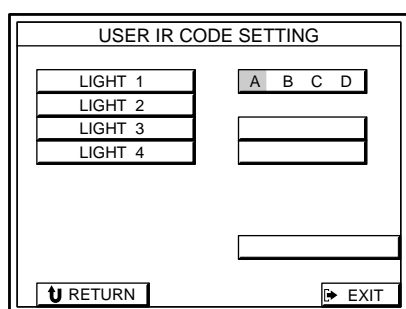 USER IR CODE SETTING
LIGHT 1
A B C D
LIGHT 2
LIGHT 3
LIGHT 4
RETURN
EXIT